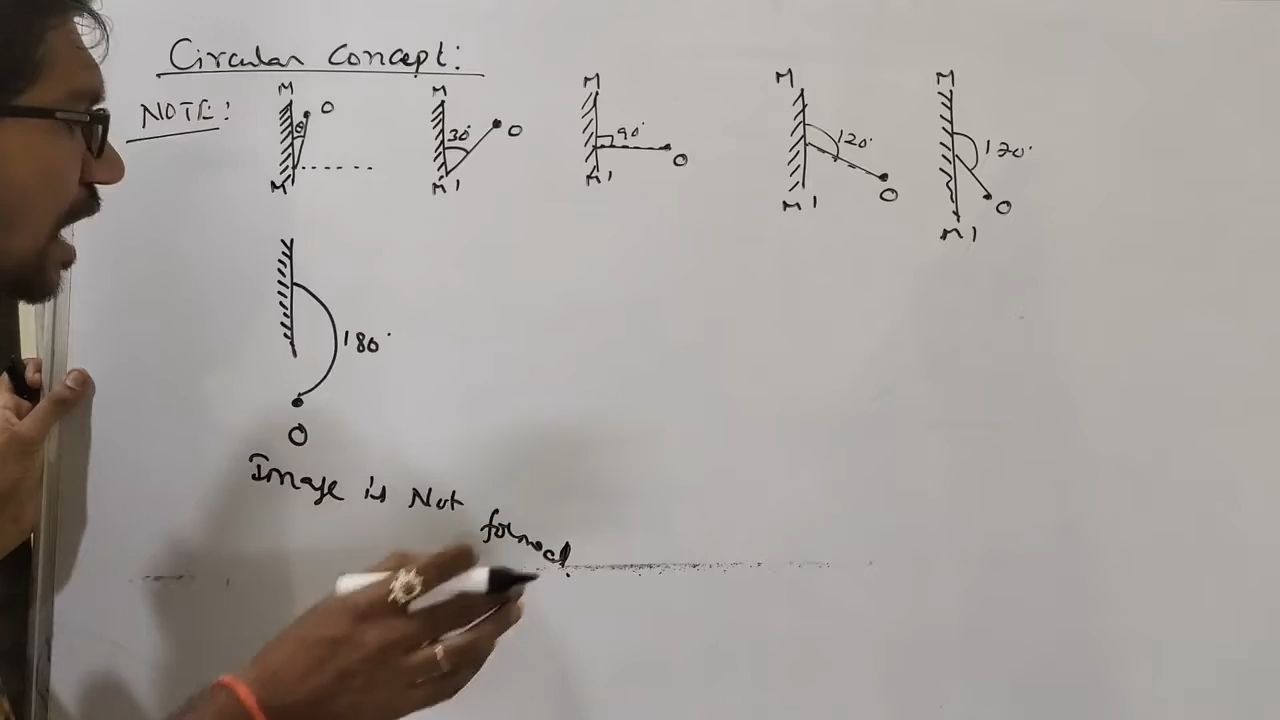 Circular Concept:
NOTE:
M O θ M'
M 30° O M'
M 90° O M'
M 120° O M'
M 120° O M'
180°
O
Image is Not formed